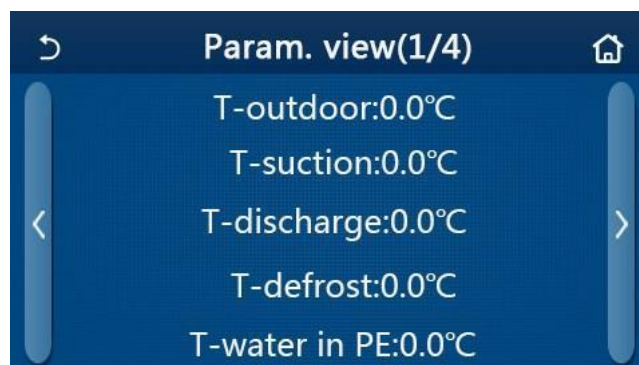 Param. view(1/4)
T-outdoor:0.0℃
T-suction:0.0℃
T-discharge:0.0℃
T-defrost:0.0℃
T-water in PE:0.0℃